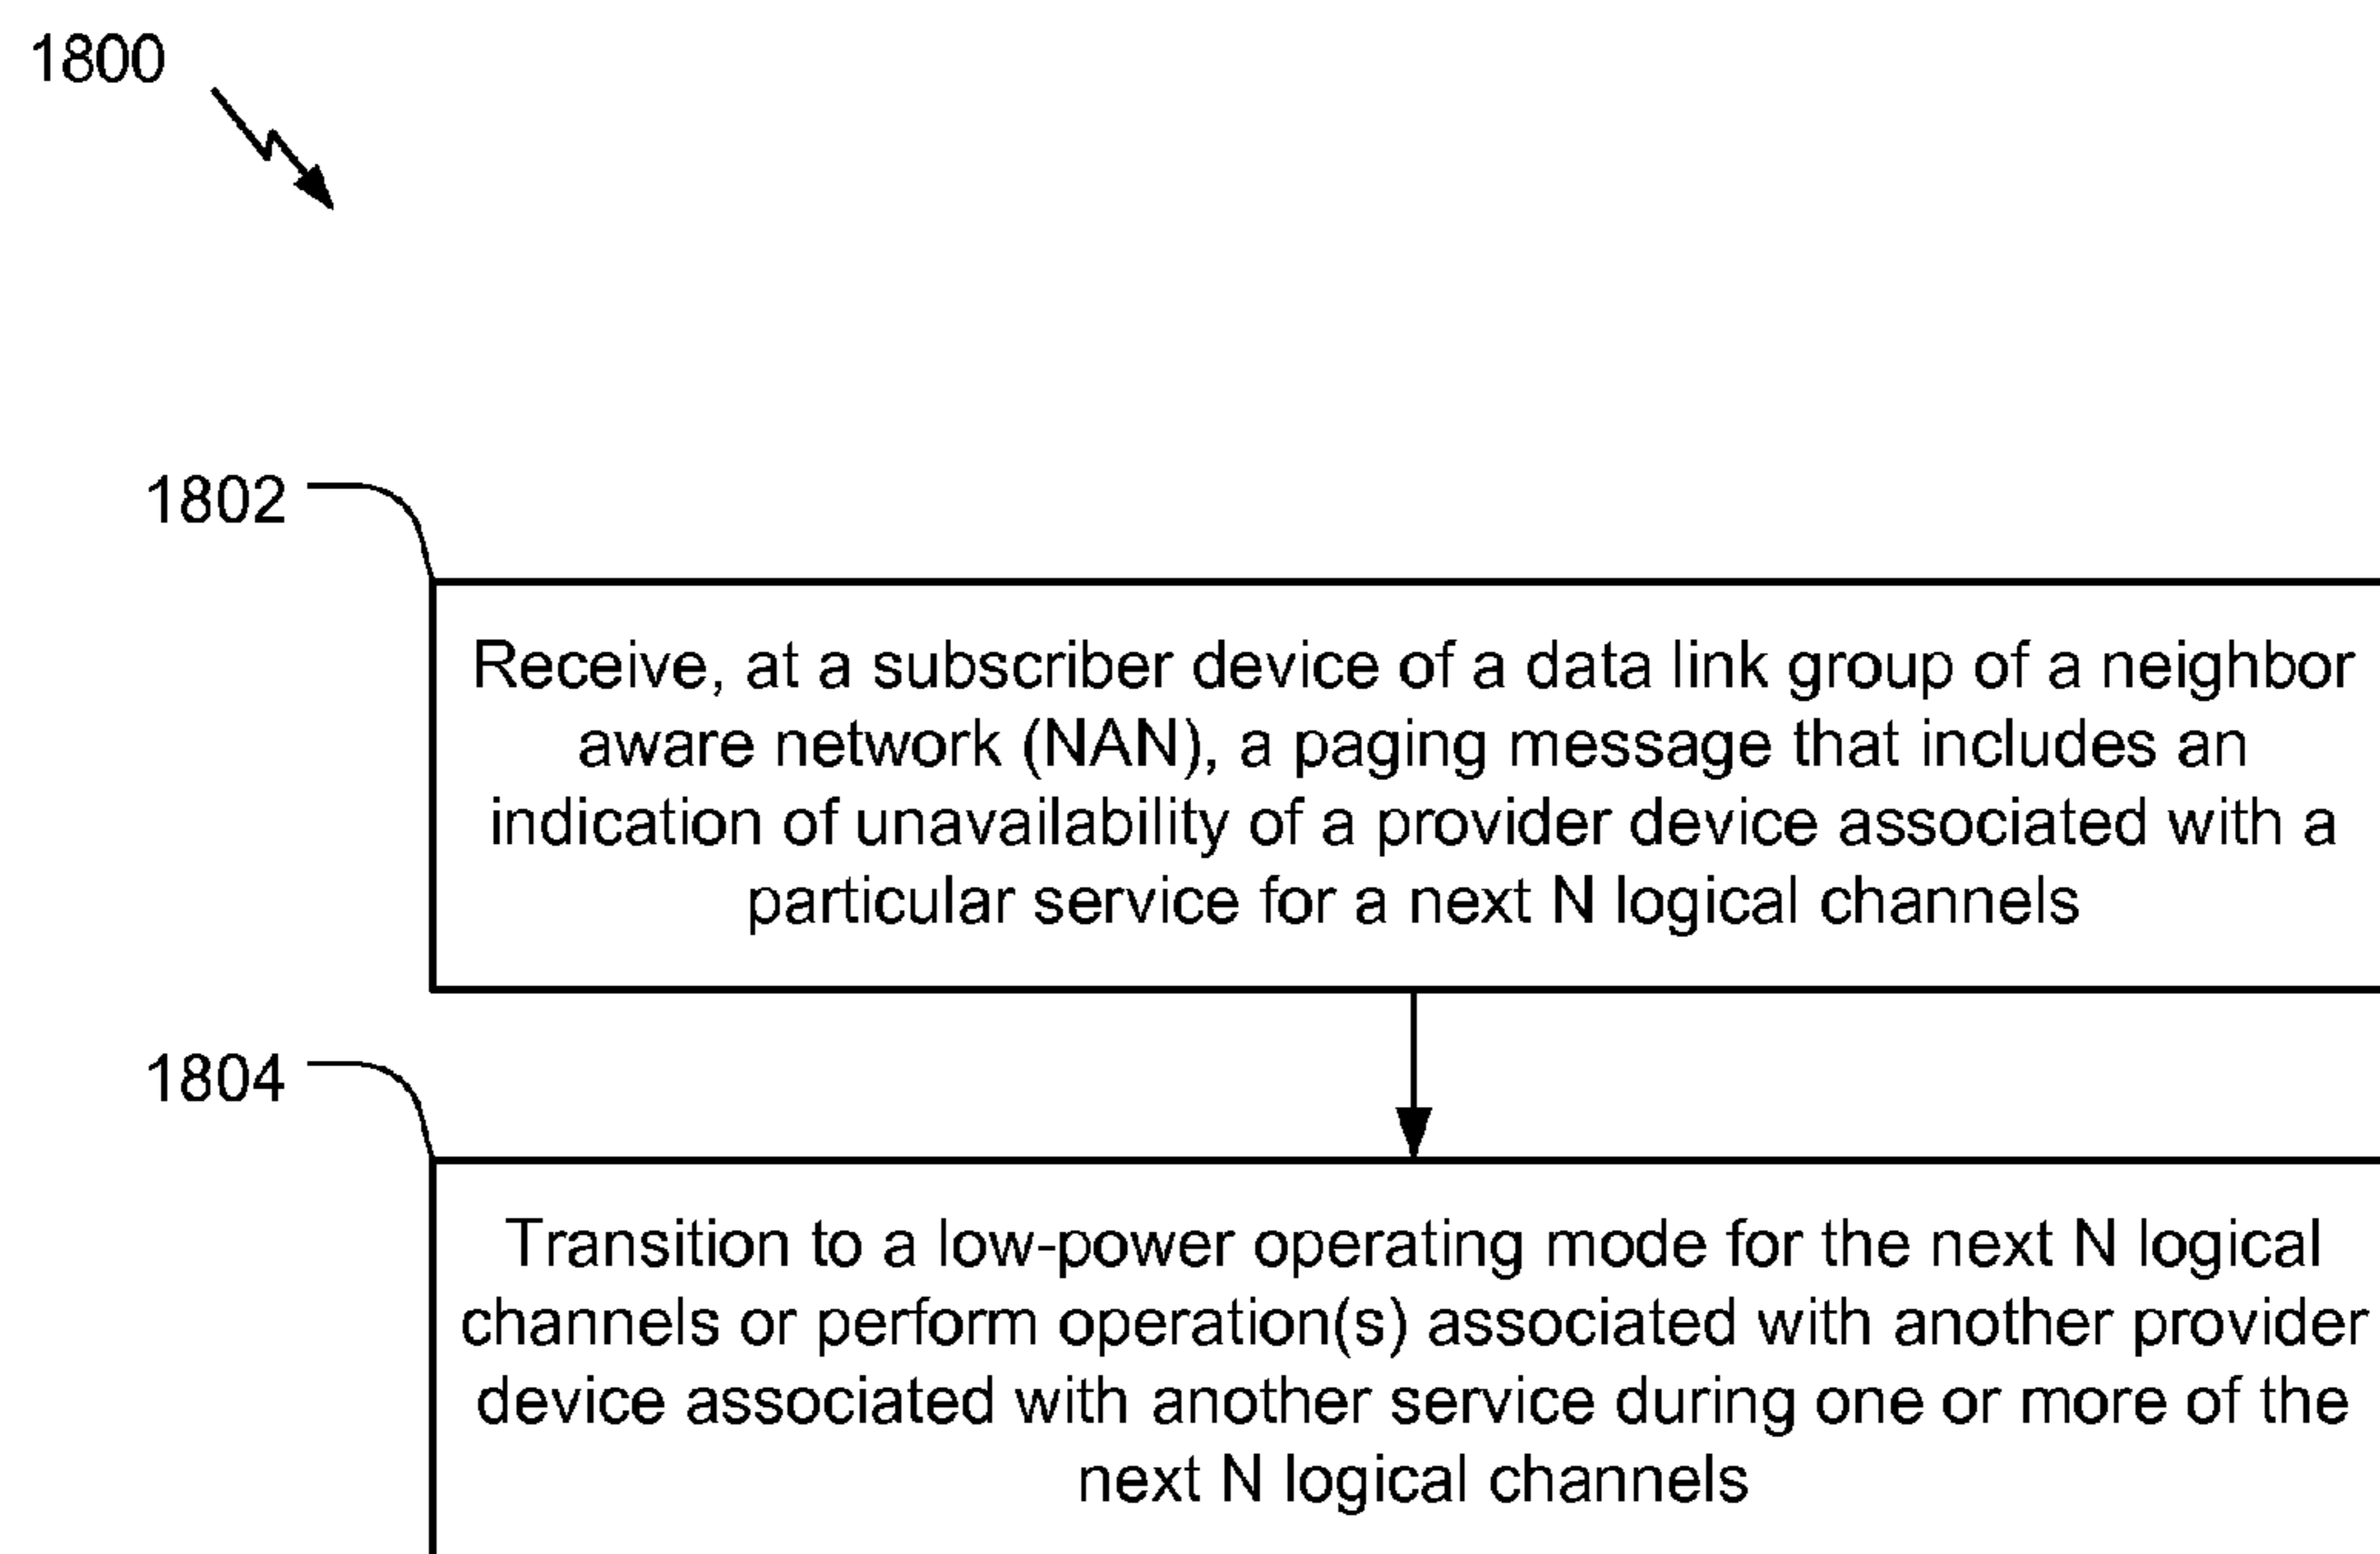 1800
1802
Receive, at a subscriber device of a data link group of a neighbor
aware network (NAN), a paging message that includes an
indication of unavailability of a provider device associated with a
particular service for a next N logical channels
1804
Transition to a low-power operating mode for the next N logical
channels or perform operation(s) associated with another provider
device associated with another service during one or more of the
next N logical channels